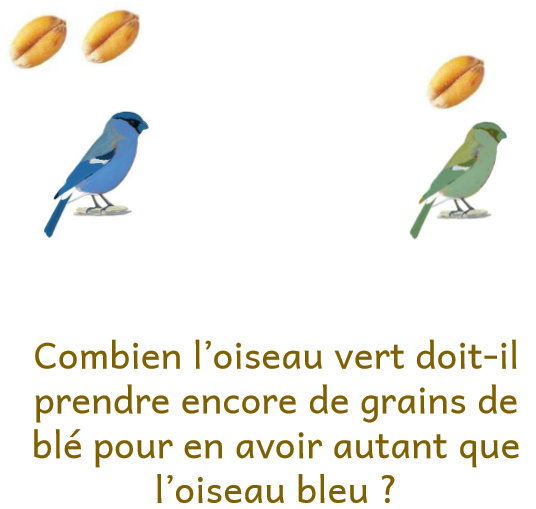 Combien l’oiseau vert doit-il
prendre encore de grains de
blé pour en avoir autant que
l’oiseau bleu ?